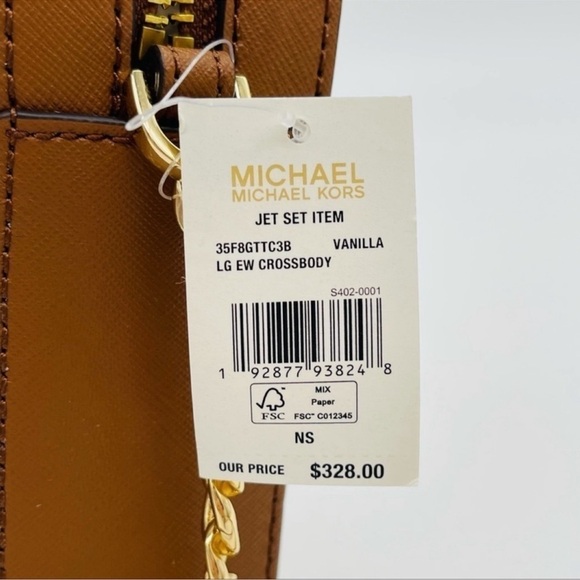 MICHAEL
MICHAEL KORS
JET SET ITEM
35F8GTTC3B VANILLA
LG EW CROSSBODY
S402-0001
1 92877 93824 8
FSC
MIX
Paper
FSC™ C012345
NS
OUR PRICE $328.00